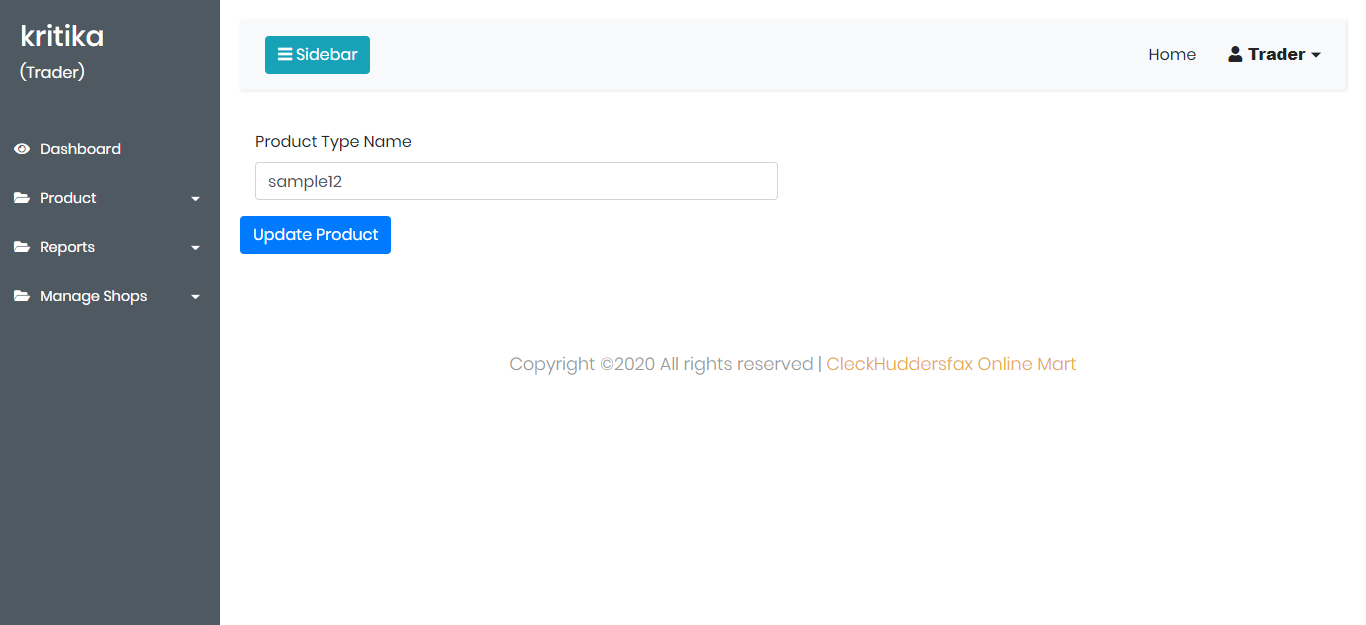 kritika
(Trader)
Dashboard
Product
Reports
Manage Shops
Sidebar
Home
Trader
Product Type Name
sample12
Update Product
Copyright ©2020 All rights reserved | CleckHuddersfax Online Mart